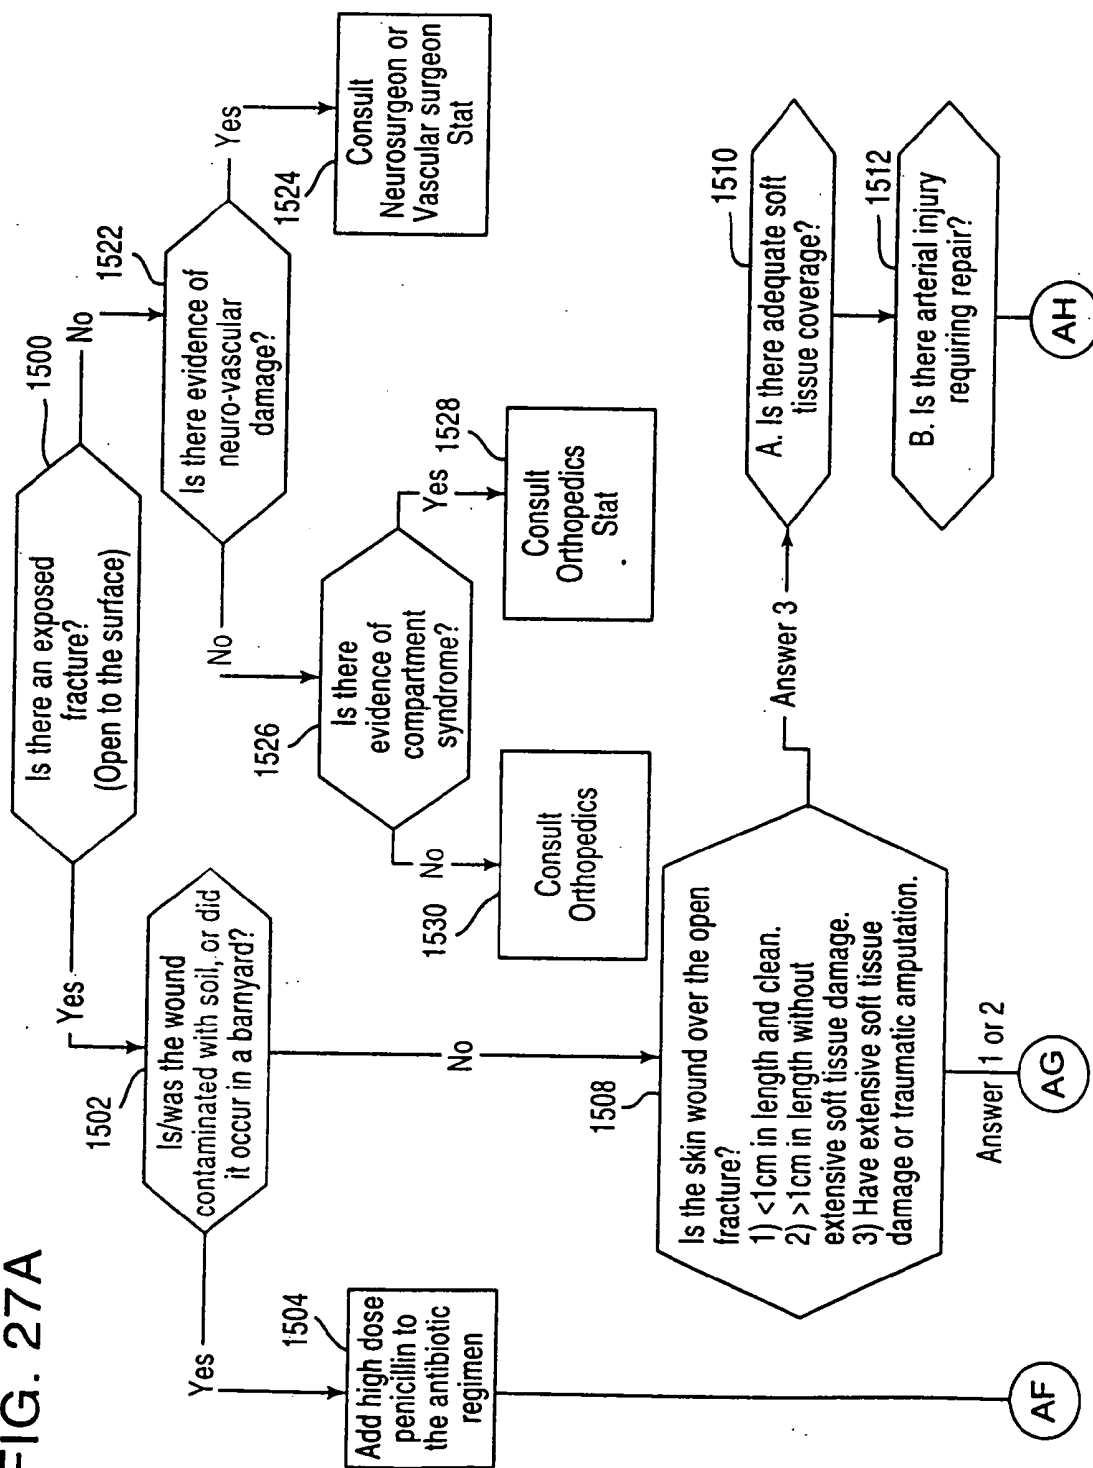 FIG. 27A
1500
Is there an exposed
fracture?
(Open to the surface)
Yes
No
1502
Is/was the wound
contaminated with soil, or did
it occur in a barnyard?
Yes
No
1504
Add high dose
penicillin to
the antibiotic
regimen
AF
1522
Is there evidence of
neuro-vascular
damage?
No
Yes
1524
Consult
Neurosurgeon or
Vascular surgeon
Stat
1526
Is there
evidence of
compartment
syndrome?
No
Yes
1528
Consult
Orthopedics
Stat
1530
Consult
Orthopedics
1508
Is the skin wound over the open
fracture?
1) <1cm in length and clean.
2) >1cm in length without
extensive soft tissue damage.
3) Have extensive soft tissue
damage or traumatic amputation.
Answer 1 or 2
AG
Answer 3
1510
A. Is there adequate soft
tissue coverage?
1512
B. Is there arterial injury
requiring repair?
AH